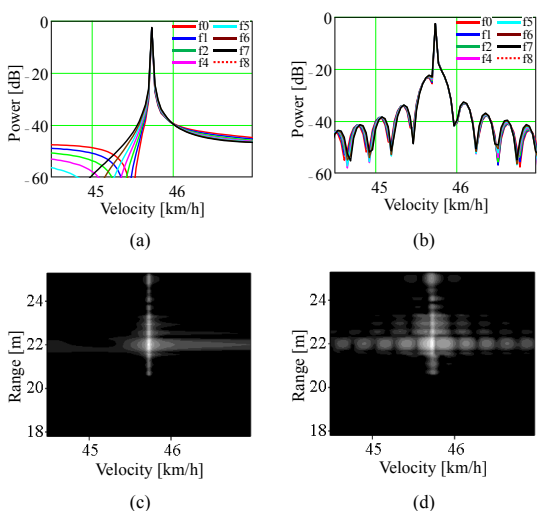 0
−20
−40
−60
Power [dB]
45
46
Velocity [km/h]
f0
f1
f2
f4
f5
f6
f7
f8
(a)
0
−20
−40
−60
Power [dB]
45
46
Velocity [km/h]
f0
f1
f2
f4
f5
f6
f7
f8
(b)
24
22
20
18
Range [m]
45
46
Velocity [km/h]
(c)
24
22
20
18
Range [m]
45
46
Velocity [km/h]
(d)